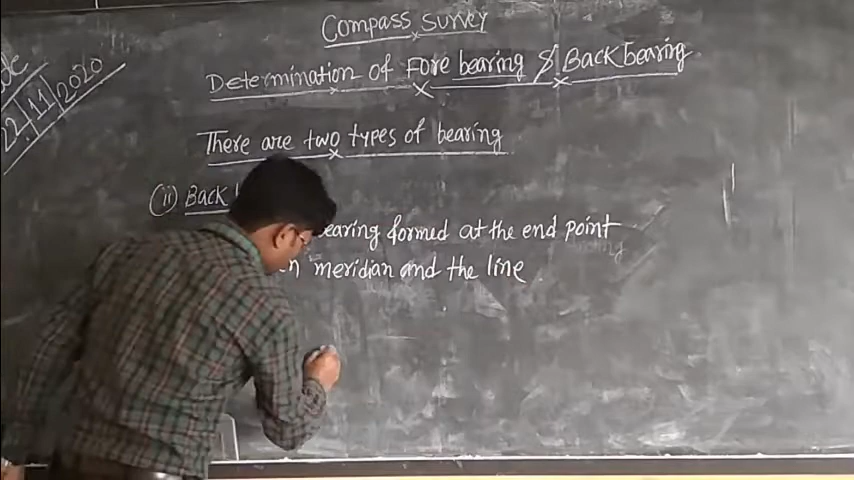 Compass Survey
Determination of Fore bearing & Back bearing
22/11/2020
There are two types of bearing
(ii) Back
earing formed at the end point
meridian and the line